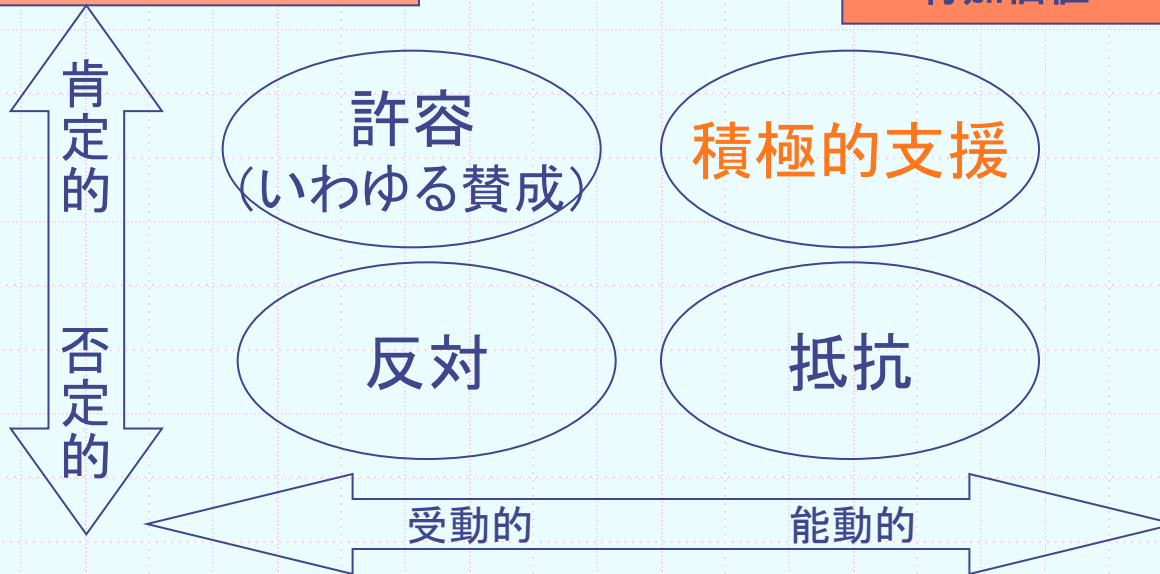 肯定的
許容
（いわゆる賛成）
積極的支援
否定的
反対
抵抗
受動的
能動的